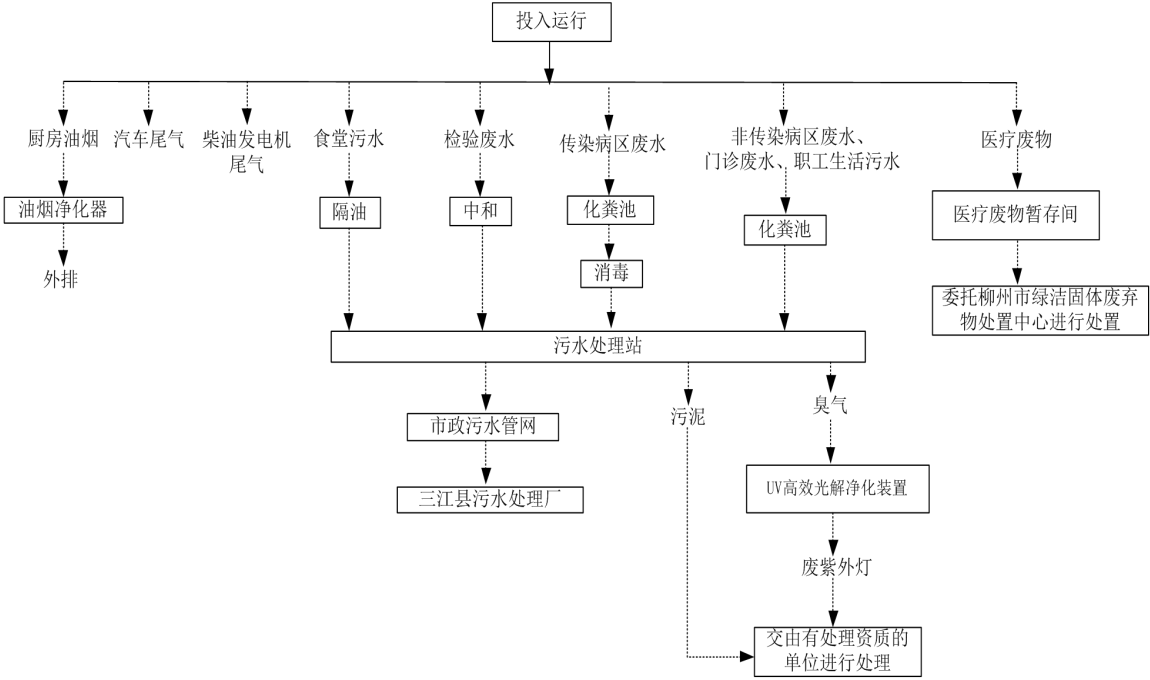 投入运行
厨房油烟
汽车尾气
柴油发电机
尾气
食堂污水
检验废水
传染病区废水
非传染病区废水、
门诊废水、职工生活污水
医疗废物
油烟净化器
隔油
中和
化粪池
化粪池
医疗废物暂存间
外排
消毒
委托柳州市绿洁固体废弃
物处置中心进行处置
污水处理站
市政污水管网
污泥
臭气
三江县污水处理厂
UV高效光解净化装置
废紫外灯
交由有处理资质的
单位进行处理